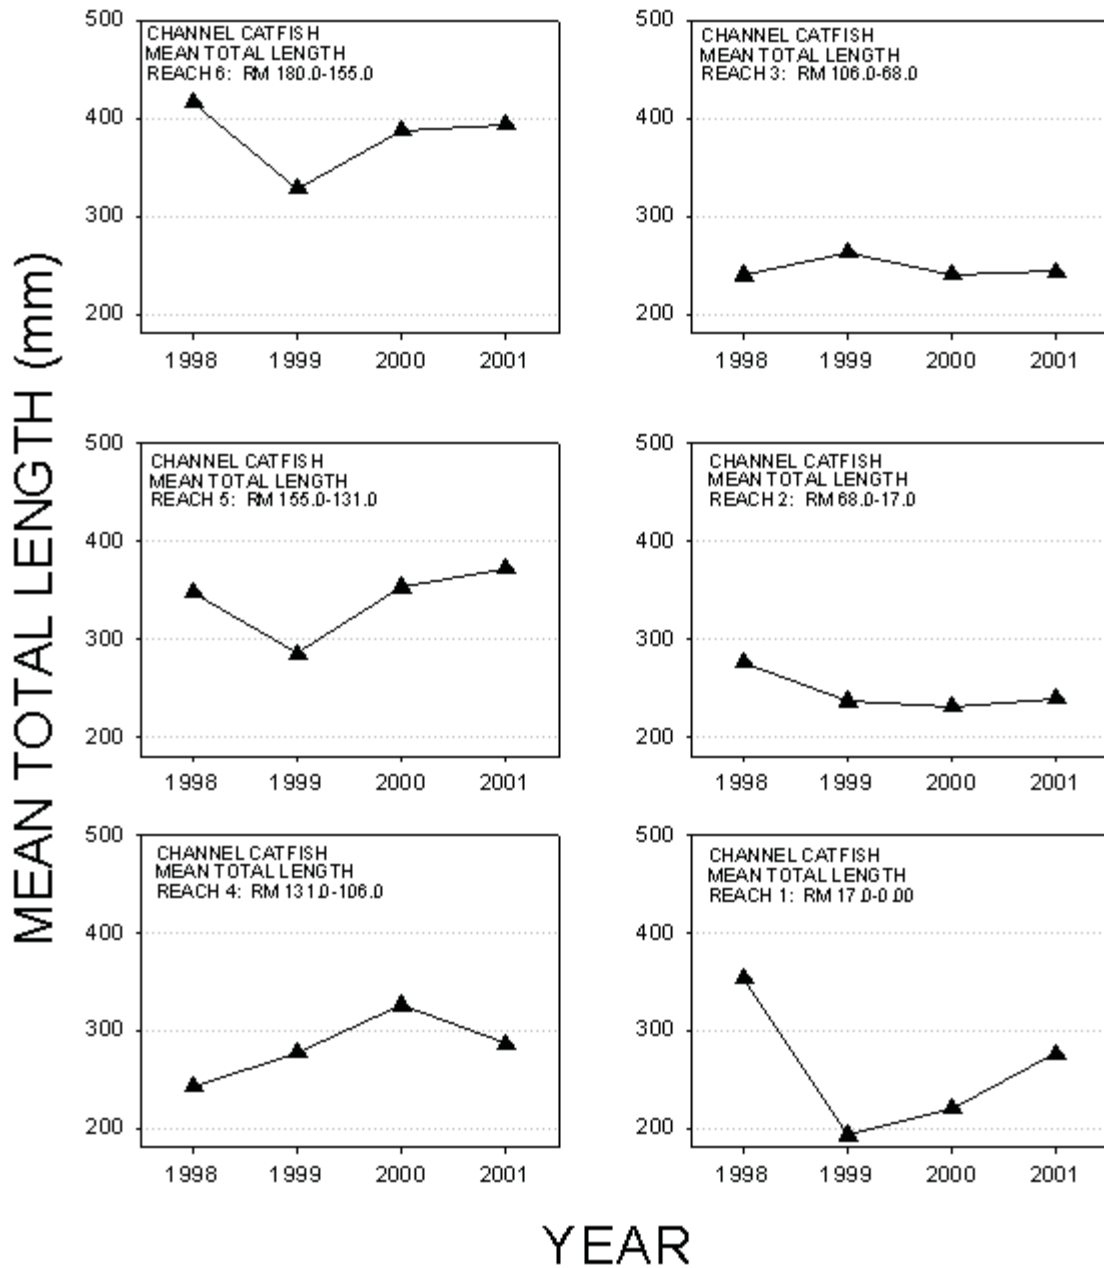 MEAN TOTAL LENGTH (mm)
500
400
300
200
CHANNEL CATFISH
MEAN TOTAL LENGTH
REACH 6: RM 180.0-155.0
1998 1999 2000 2001
500
400
300
200
CHANNEL CATFISH
MEAN TOTAL LENGTH
REACH 3: RM 106.0-68.0
1998 1999 2000 2001
500
400
300
200
CHANNEL CATFISH
MEAN TOTAL LENGTH
REACH 5: RM 155.0-131.0
1998 1999 2000 2001
500
400
300
200
CHANNEL CATFISH
MEAN TOTAL LENGTH
REACH 2: RM 68.0-17.0
1998 1999 2000 2001
500
400
300
200
CHANNEL CATFISH
MEAN TOTAL LENGTH
REACH 4: RM 131.0-106.0
1998 1999 2000 2001
500
400
300
200
CHANNEL CATFISH
MEAN TOTAL LENGTH
REACH 1: RM 17.0-0.00
1998 1999 2000 2001
YEAR